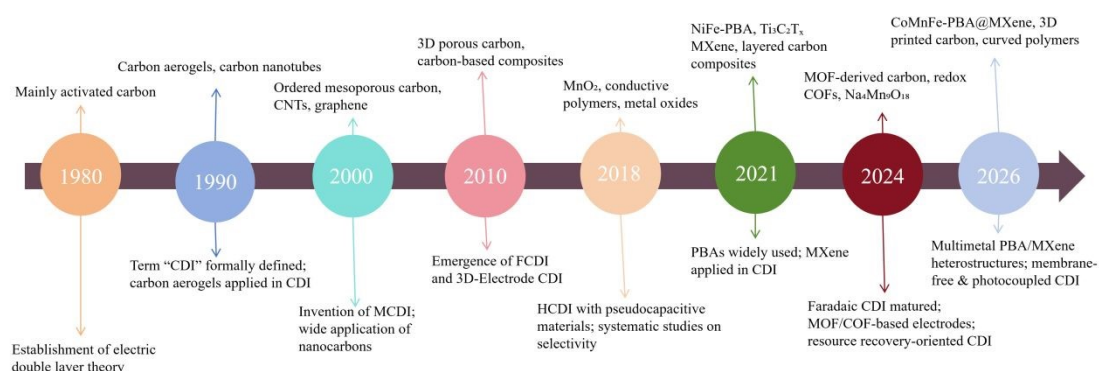 Mainly activated carbon
1980
Establishment of electric
double layer theory
Carbon aerogels, carbon nanotubes
1990
Term “CDI” formally defined;
carbon aerogels applied in CDI
Ordered mesoporous carbon,
CNTs, graphene
2000
Invention of MCDI;
wide application of
nanocarbons
3D porous carbon,
carbon-based composites
2010
Emergence of FCDI
and 3D-Electrode CDI
MnO₂, conductive
polymers, metal oxides
2018
HCDI with pseudocapacitive
materials; systematic studies on
selectivity
NiFe-PBA, Ti₃C₂Tₓ
MXene, layered carbon
composites
2021
PBAs widely used; MXene
applied in CDI
MOF-derived carbon, redox
COFs, Na₄Mn₉O₁₈
2024
Faradaic CDI matured;
MOF/COF-based electrodes;
resource recovery-oriented CDI
CoMnFe-PBA@MXene, 3D
printed carbon, curved polymers
2026
Multimetal PBA/MXene
heterostructures; membrane-
free & photocoupled CDI